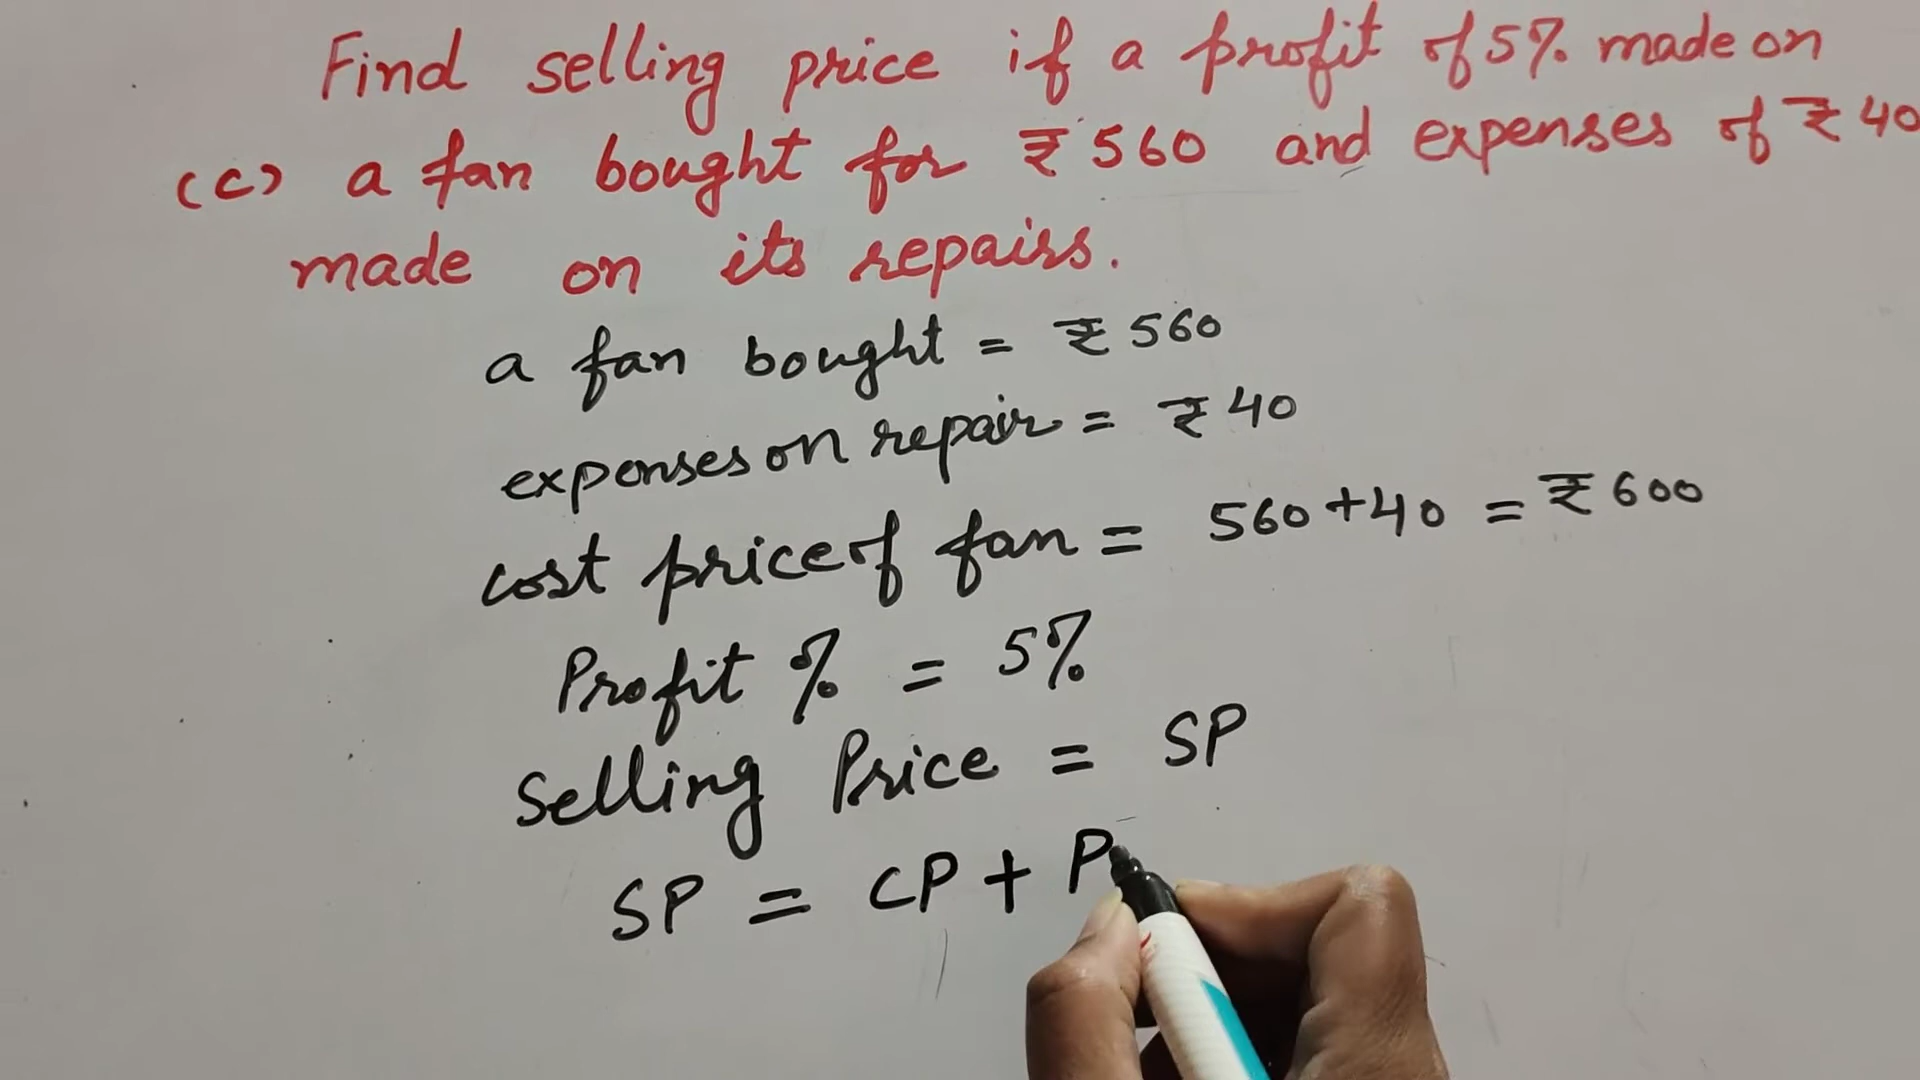 Find selling price if a profit of 5% made on
(c) a fan bought for ₹560 and expenses of ₹40
made on its repairs.
a fan bought = ₹560
expenses on repair = ₹40
cost price of fan = 560+40 = ₹600
Profit % = 5%
Selling Price = SP
SP = CP + P